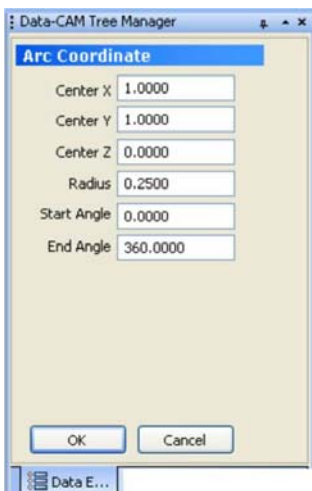 Data-CAM Tree Manager
Arc Coordinate
Center X 1.0000
Center Y 1.0000
Center Z 0.0000
Radius 0.2500
Start Angle 0.0000
End Angle 360.0000
OK Cancel
Data E...